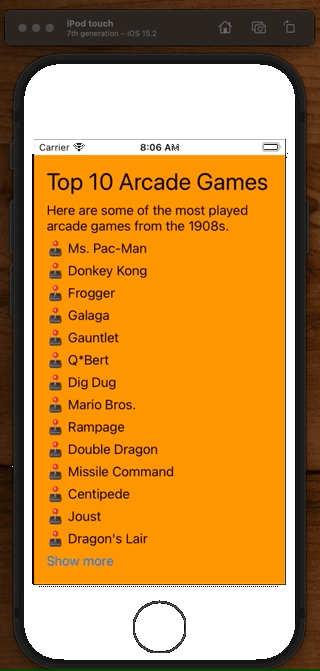 iPod touch
7th generation – iOS 15.2
Carrier 8:06 AM
Top 10 Arcade Games
Here are some of the most played
arcade games from the 1908s.
Ms. Pac-Man
Donkey Kong
Frogger
Galaga
Gauntlet
Q*Bert
Dig Dug
Mario Bros.
Rampage
Double Dragon
Missile Command
Centipede
Joust
Dragon's Lair
Show more